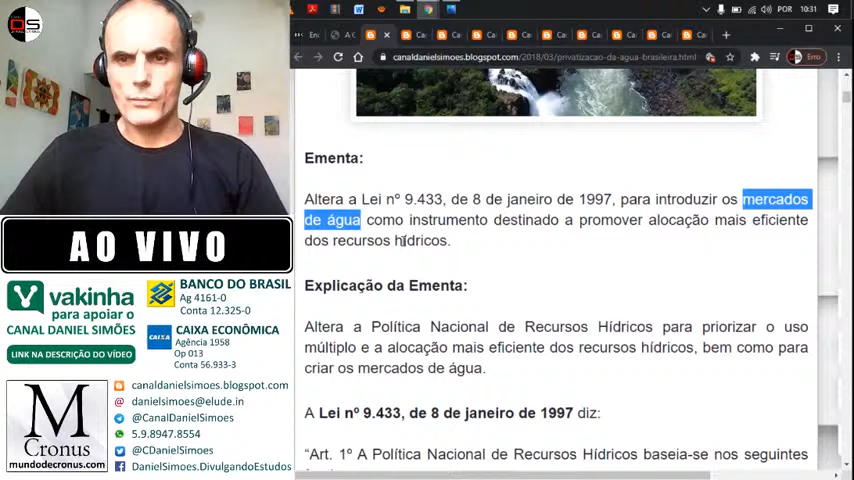 DS
AO VIVO
vakinha
para apoiar o
CANAL DANIEL SIMÕES
LINK NA DESCRIÇÃO DO VÍDEO
BANCO DO BRASIL
Ag 4161-0
Conta 12.325-0
CAIXA
CAIXA ECONÔMICA
Agência 1958
Op 013
Conta 56.933-3
M
Cronus
mundodecronus.com
canaldanielsimoes.blogspot.com
danielsimoes@elude.in
@CanalDanielSimoes
5.9.8947.8554
@CDanielSimoes
DanielSimoes.DivulgandoEstudos
POR
10:31
canaldanielsimoes.blogspot.com/2018/03/privatizacao-da-agua-brasileira.html
Erro
Ementa:
Altera a Lei nº 9.433, de 8 de janeiro de 1997, para introduzir os mercados
de água como instrumento destinado a promover alocação mais eficiente
dos recursos hídricos.
Explicação da Ementa:
Altera a Política Nacional de Recursos Hídricos para priorizar o uso
múltiplo e a alocação mais eficiente dos recursos hídricos, bem como para
criar os mercados de água.
A Lei nº 9.433, de 8 de janeiro de 1997 diz:
“Art. 1º A Política Nacional de Recursos Hídricos baseia-se nos seguintes